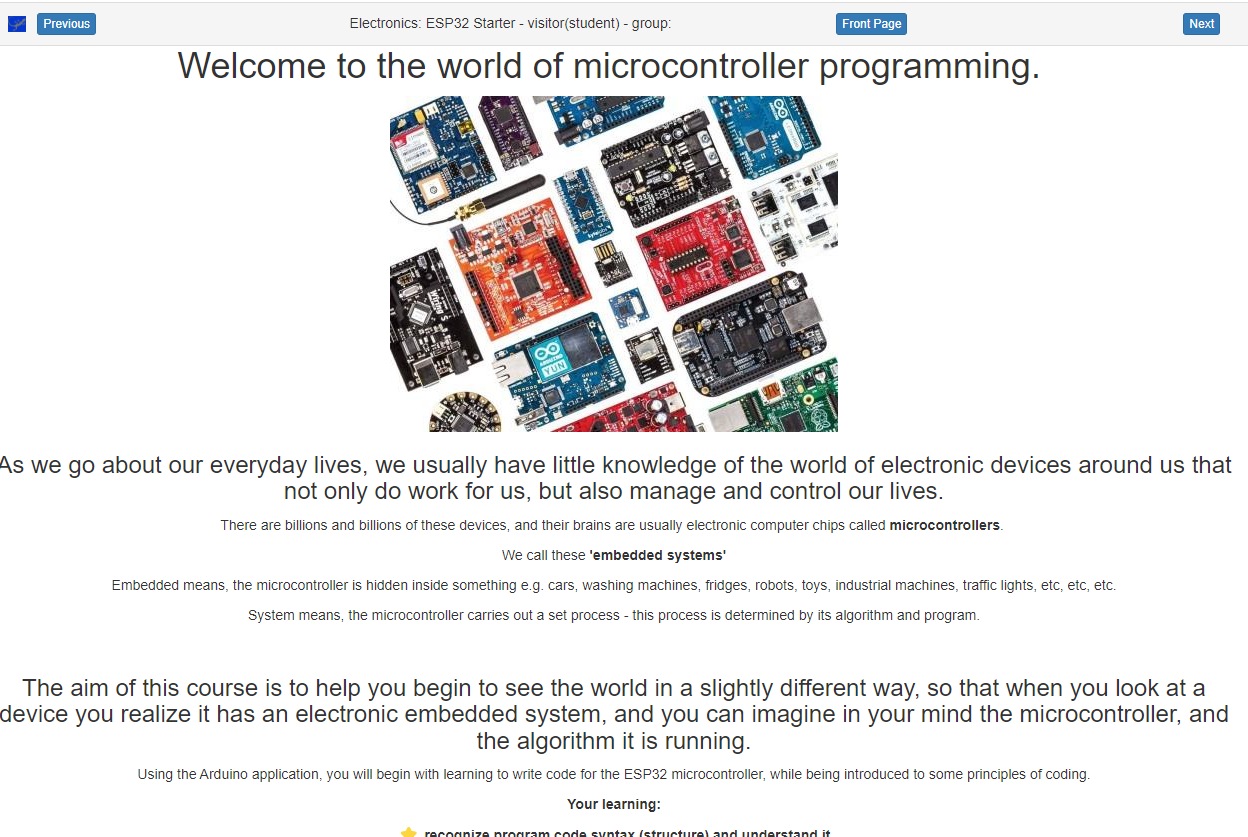 Previous
Electronics: ESP32 Starter - visitor(student) - group:
Front Page
Next
Welcome to the world of microcontroller programming.
ARDUINO
YUN
As we go about our everyday lives, we usually have little knowledge of the world of electronic devices around us that
not only do work for us, but also manage and control our lives.
There are billions and billions of these devices, and their brains are usually electronic computer chips called microcontrollers.
We call these 'embedded systems'
Embedded means, the microcontroller is hidden inside something e.g. cars, washing machines, fridges, robots, toys, industrial machines, traffic lights, etc, etc, etc.
System means, the microcontroller carries out a set process - this process is determined by its algorithm and program.
The aim of this course is to help you begin to see the world in a slightly different way, so that when you look at a
device you realize it has an electronic embedded system, and you can imagine in your mind the microcontroller, and
the algorithm it is running.
Using the Arduino application, you will begin with learning to write code for the ESP32 microcontroller, while being introduced to some principles of coding.
Your learning:
recognize program code syntax (structure) and understand it